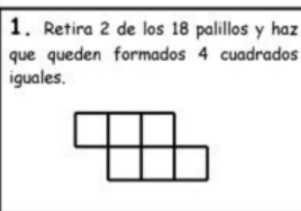 1. Retira 2 de los 18 palillos y haz
que queden formados 4 cuadrados
iguales.